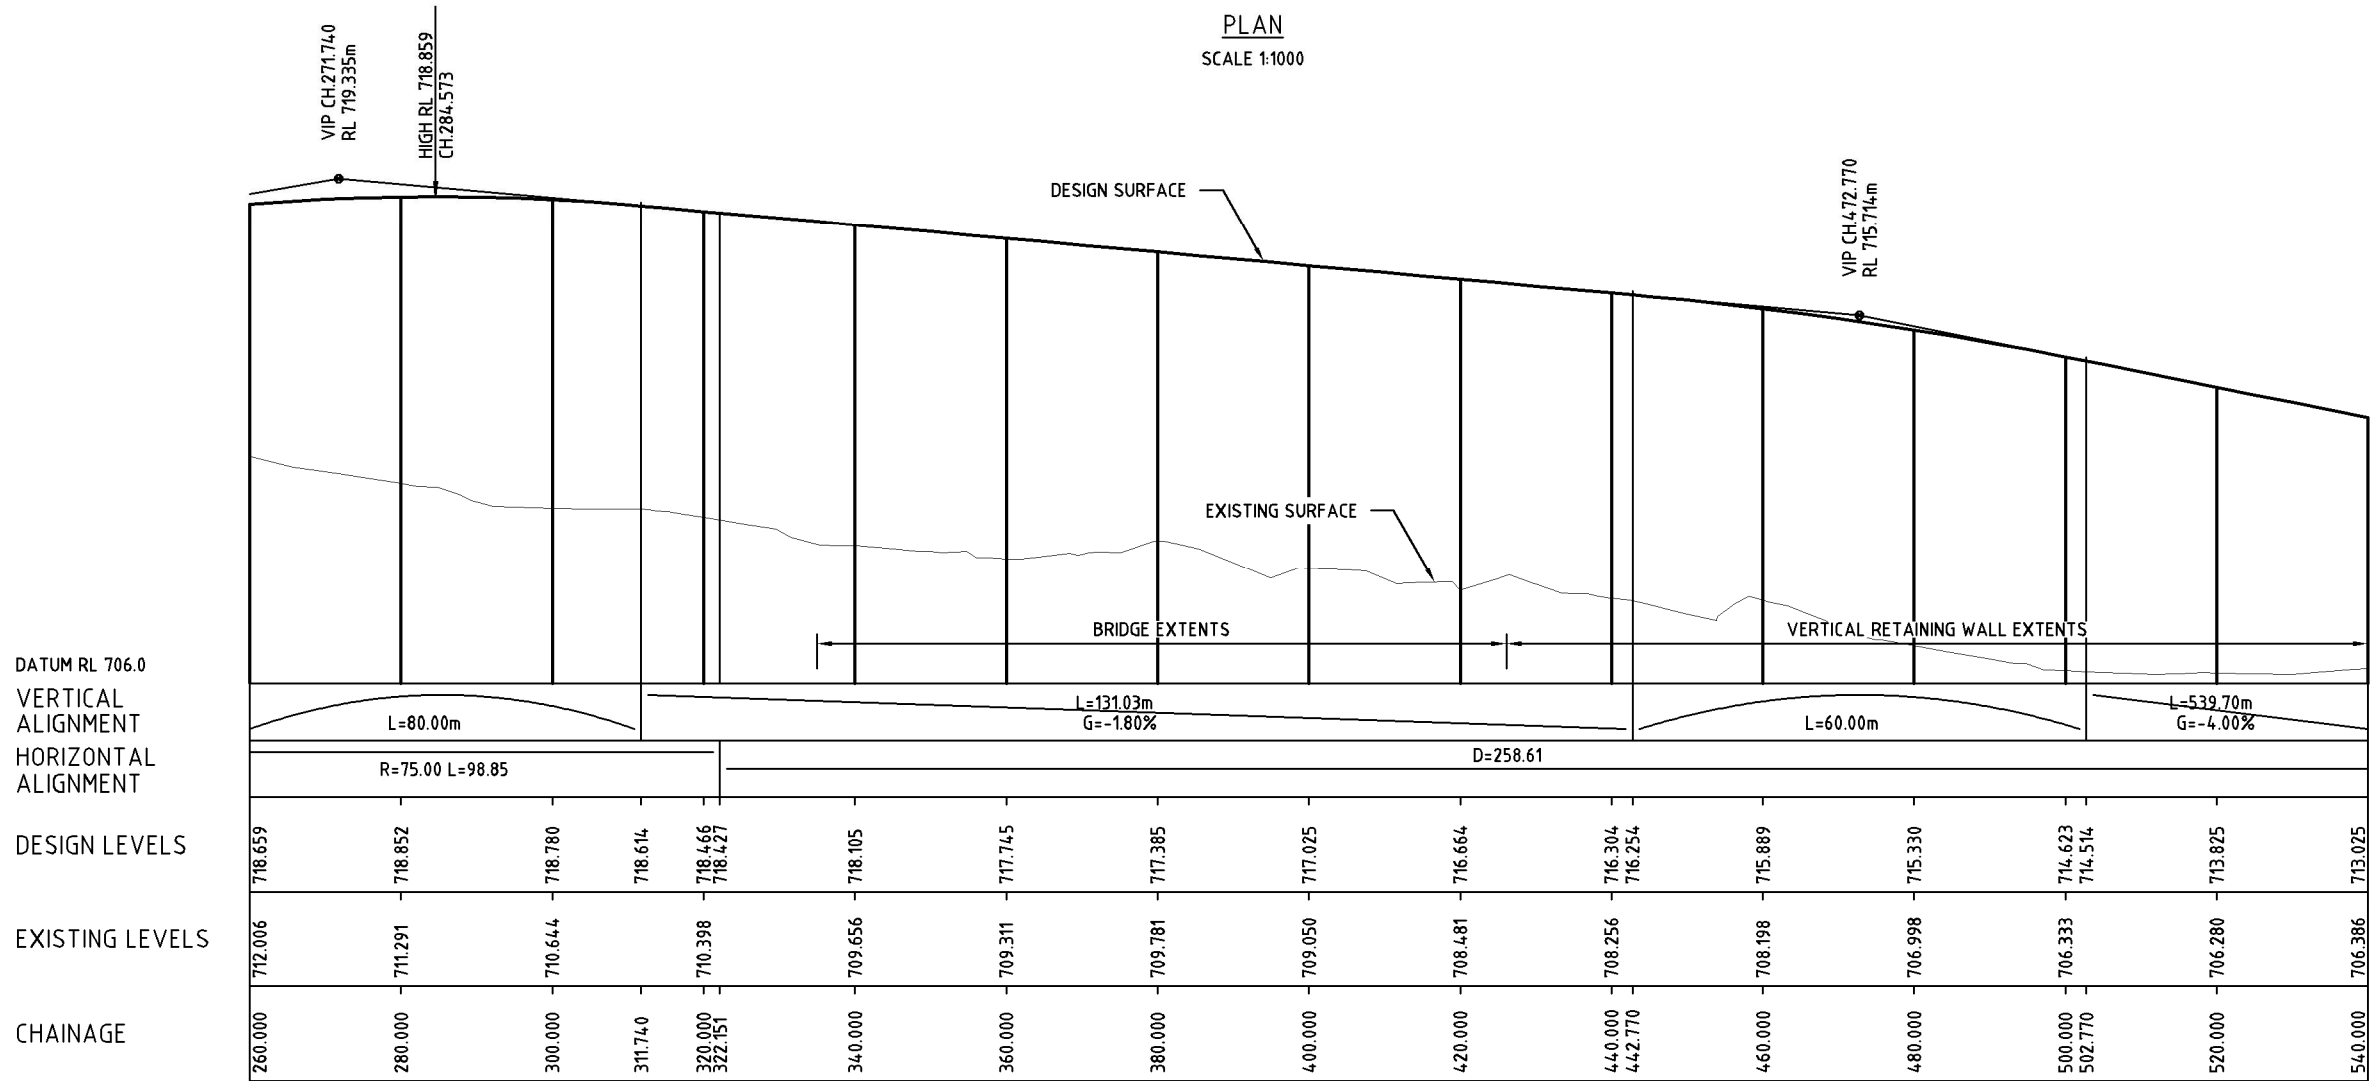 PLAN
SCALE 1:1000
VIP CH.271.740
RL 719.335m
HIGH RL 718.859
CH.284.573
DESIGN SURFACE
VIP CH.472.770
RL 715.714m
EXISTING SURFACE
BRIDGE EXTENTS
VERTICAL RETAINING WALL EXTENTS
DATUM RL 706.0
VERTICAL
ALIGNMENT
L=80.00m
L=131.03m
G=-1.80%
L=60.00m
L=539.70m
G=-4.00%
HORIZONTAL
ALIGNMENT
R=75.00 L=98.85
D=258.61
DESIGN LEVELS
718.659
718.852
718.780
718.614
718.466
718.427
718.105
717.745
717.385
717.025
716.664
716.304
716.254
715.889
715.330
714.623
714.514
713.825
713.025
EXISTING LEVELS
712.006
711.291
710.644
710.398
709.656
709.311
709.781
709.050
708.481
708.256
708.198
706.998
706.333
706.280
706.386
CHAINAGE
260.000
280.000
300.000
311.740
320.000
322.151
340.000
360.000
380.000
400.000
420.000
440.000
442.770
460.000
480.000
500.000
502.770
520.000
540.000